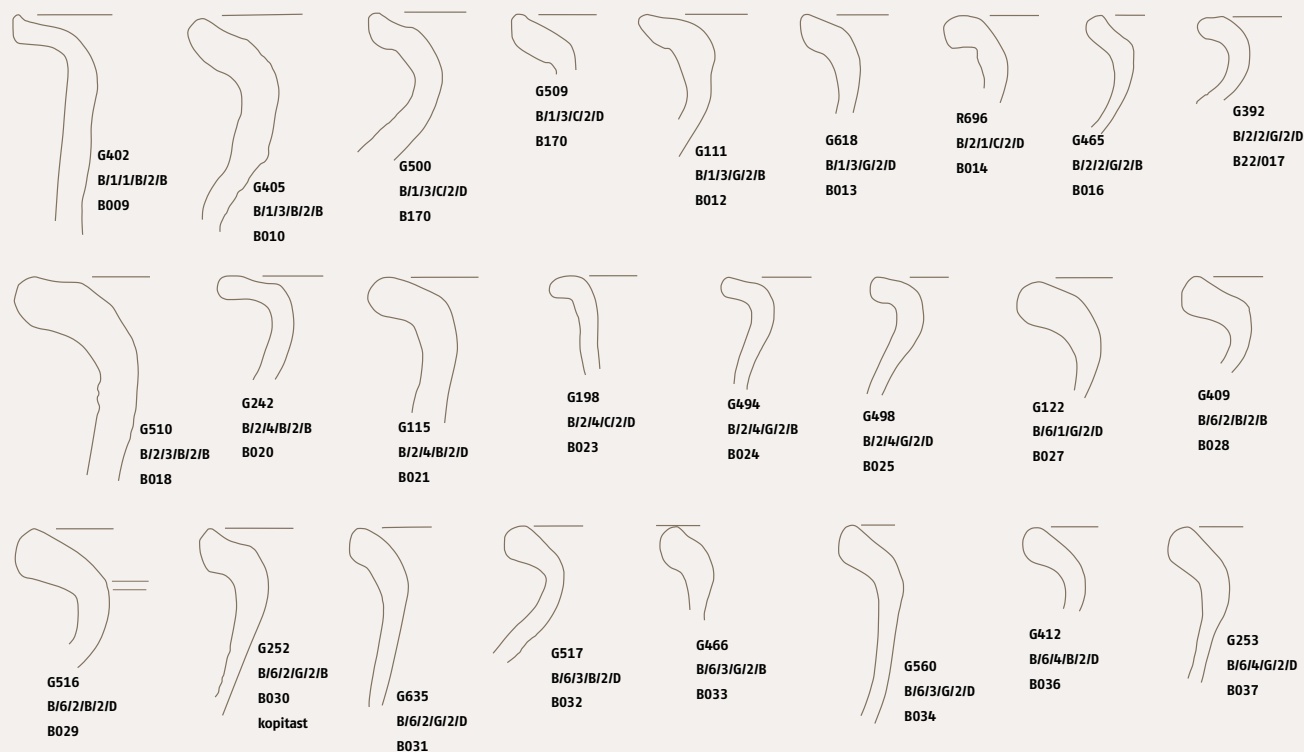 G402
B/1/1/B/2/B
B009
G405
B/1/3/B/2/B
B010
G500
B/1/3/C/2/D
B170
G509
B/1/3/C/2/D
B170
G111
B/1/3/G/2/B
B012
G618
B/1/3/G/2/D
B013
R696
B/2/1/C/2/D
B014
G465
B/2/2/G/2/B
B016
G392
B/2/2/G/2/D
B22/017
G510
B/2/3/B/2/B
B018
G242
B/2/4/B/2/B
B020
G115
B/2/4/B/2/D
B021
G198
B/2/4/C/2/D
B023
G494
B/2/4/G/2/B
B024
G498
B/2/4/G/2/D
B025
G122
B/6/1/G/2/D
B027
G409
B/6/2/B/2/B
B028
G516
B/6/2/B/2/D
B029
G252
B/6/2/G/2/B
B030
kopitast
G635
B/6/2/G/2/D
B031
G517
B/6/3/B/2/D
B032
G466
B/6/3/G/2/B
B033
G560
B/6/3/G/2/D
B034
G412
B/6/4/B/2/D
B036
G253
B/6/4/G/2/D
B037